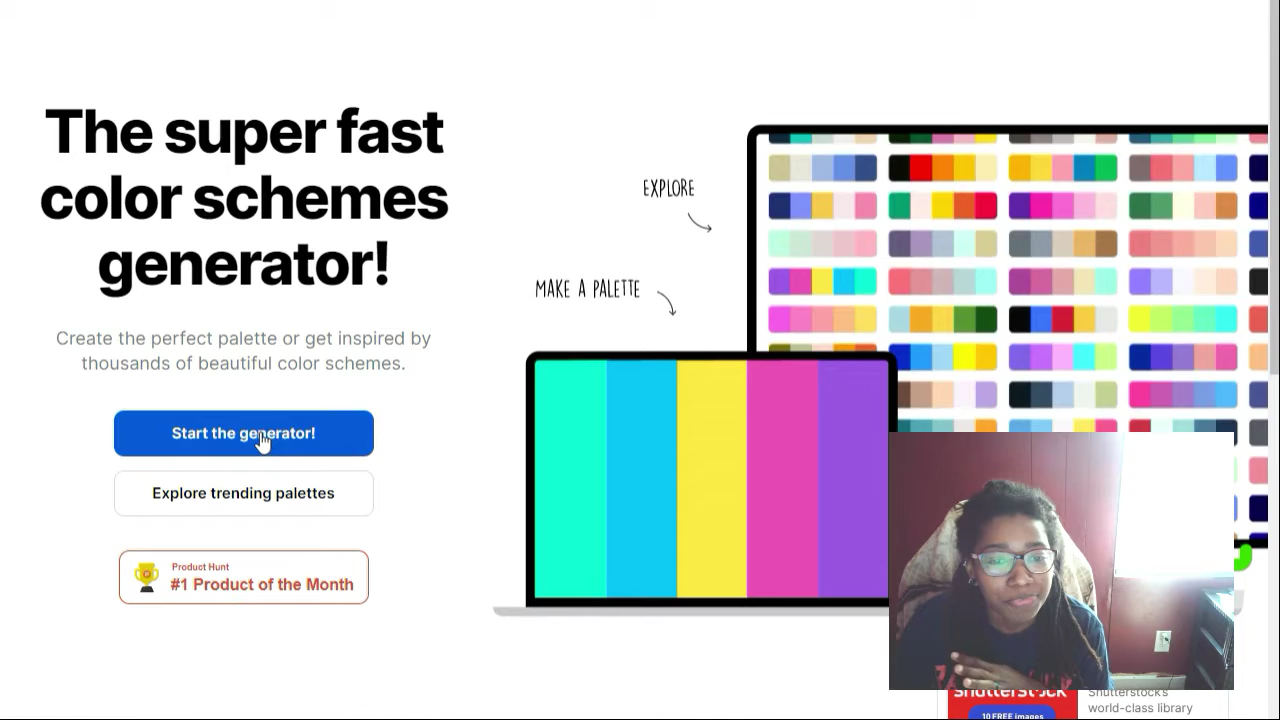 The super fast
color schemes
generator!
Create the perfect palette or get inspired by
thousands of beautiful color schemes.
Start the generator!
Explore trending palettes
Product Hunt
#1 Product of the Month
EXPLORE
MAKE A PALETTE
shutterstock
10 FREE images
Shutterstock's
world-class library